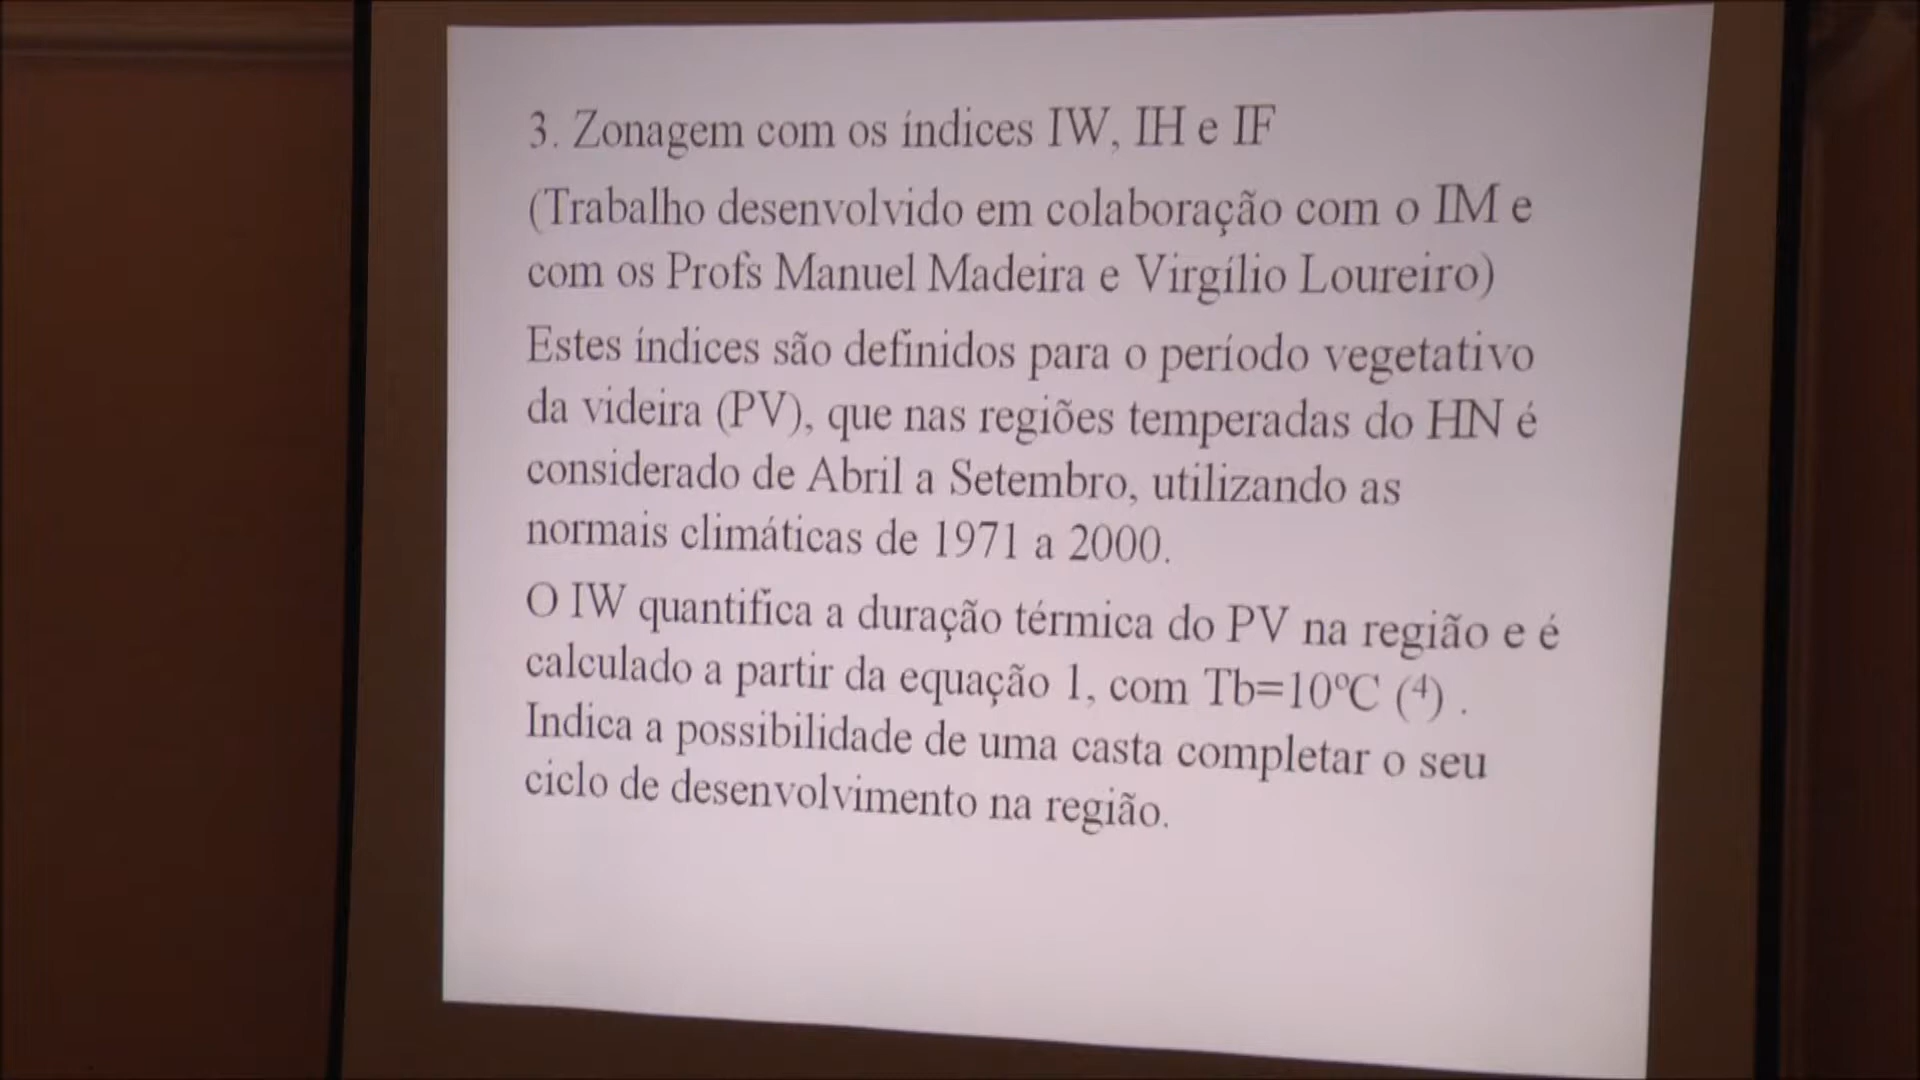 3. Zonagem com os índices IW, IH e IF
(Trabalho desenvolvido em colaboração com o IM e
com os Profs Manuel Madeira e Virgílio Loureiro)
Estes índices são definidos para o período vegetativo
da videira (PV), que nas regiões temperadas do HN é
considerado de Abril a Setembro, utilizando as
normais climáticas de 1971 a 2000.
O IW quantifica a duração térmica do PV na região e é
calculado a partir da equação 1, com Tb=10ºC (⁴) .
Indica a possibilidade de uma casta completar o seu
ciclo de desenvolvimento na região.